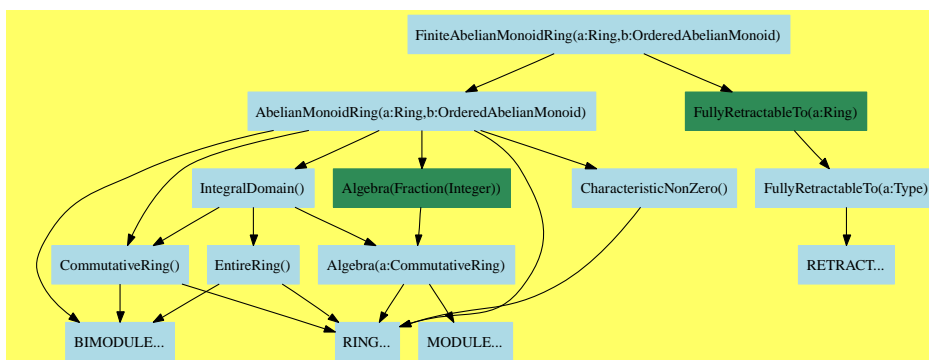 FiniteAbelianMonoidRing(a:Ring,b:OrderedAbelianMonoid)
AbelianMonoidRing(a:Ring,b:OrderedAbelianMonoid)
FullyRetractableTo(a:Ring)
IntegralDomain()
Algebra(Fraction(Integer))
CharacteristicNonZero()
FullyRetractableTo(a:Type)
CommutativeRing()
EntireRing()
Algebra(a:CommutativeRing)
RETRACT...
BIMODULE...
RING...
MODULE...